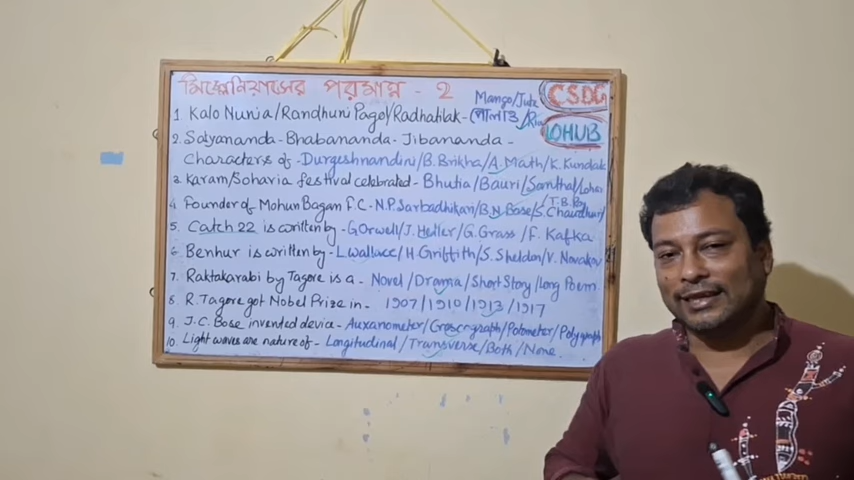 মিলেনিয়াসের পরমান্ন - 2
CSDG
LOHUB
1. Kalo Nunia/Randhuni Pagol/Radhatilak - Mango/Jute/পোলাও/Rice
2. Satyananda-Bhabananda-Jibananda -
Characters of - Durgeshnandini/B. Brikha/A. Math/K. Kundala
3. Karam/Soharia festival celebrated - Bhutia/Bauri/Santhal/Lohar
4. Founder of Mohun Bagan F.C - N.P. Sarbadhikari/B.N. Bose/S. Chaudhuri/T.B. Roy
5. Catch 22 is written by - G Orwell/J. Heller/G. Grass/F. Kafka
6. Benhur is written by - L. Wallace/H. Griffith/S. Sheldon/V. Novakov
7. Raktakarabi by Tagore is a - Novel/Drama/Short Story/Long Poem
8. R. Tagore got Nobel Prize in - 1907/1910/1913/1917
9. J.C. Bose invented device - Auxanometer/Crescograph/Potometer/Polygraph
10. Light waves are nature of - Longitudinal/Transverse/Both/None